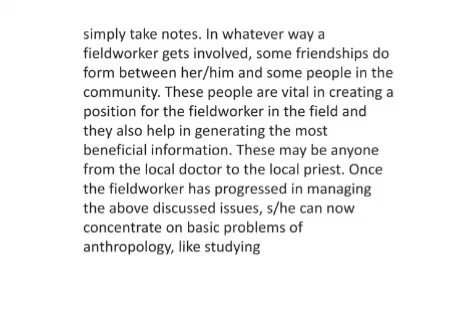 simply take notes. In whatever way a
fieldworker gets involved, some friendships do
form between her/him and some people in the
community. These people are vital in creating a
position for the fieldworker in the field and
they also help in generating the most
beneficial information. These may be anyone
from the local doctor to the local priest. Once
the fieldworker has progressed in managing
the above discussed issues, s/he can now
concentrate on basic problems of
anthropology, like studying